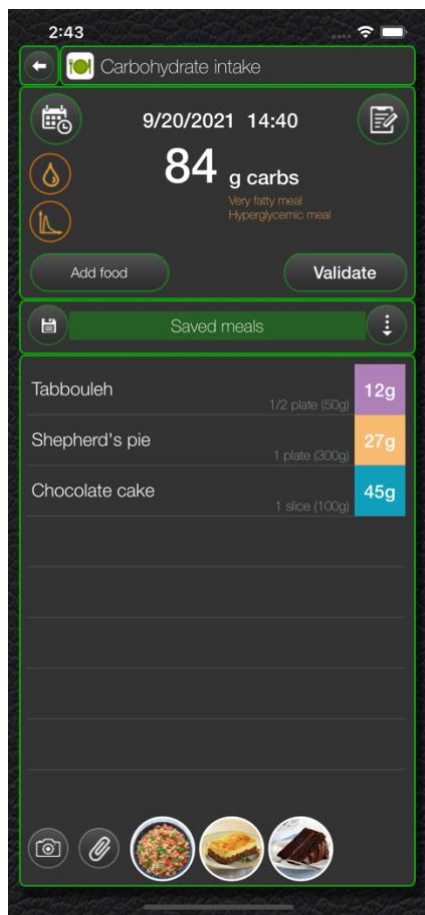 2:43
Carbohydrate intake
9/20/2021 14:40
84 g carbs
Very fatty meal
Hyperglycemic meal
Add food
Validate
Saved meals
Tabbouleh
1/2 plate (50g)
12g
Shepherd's pie
1 plate (300g)
27g
Chocolate cake
1 slice (100g)
45g